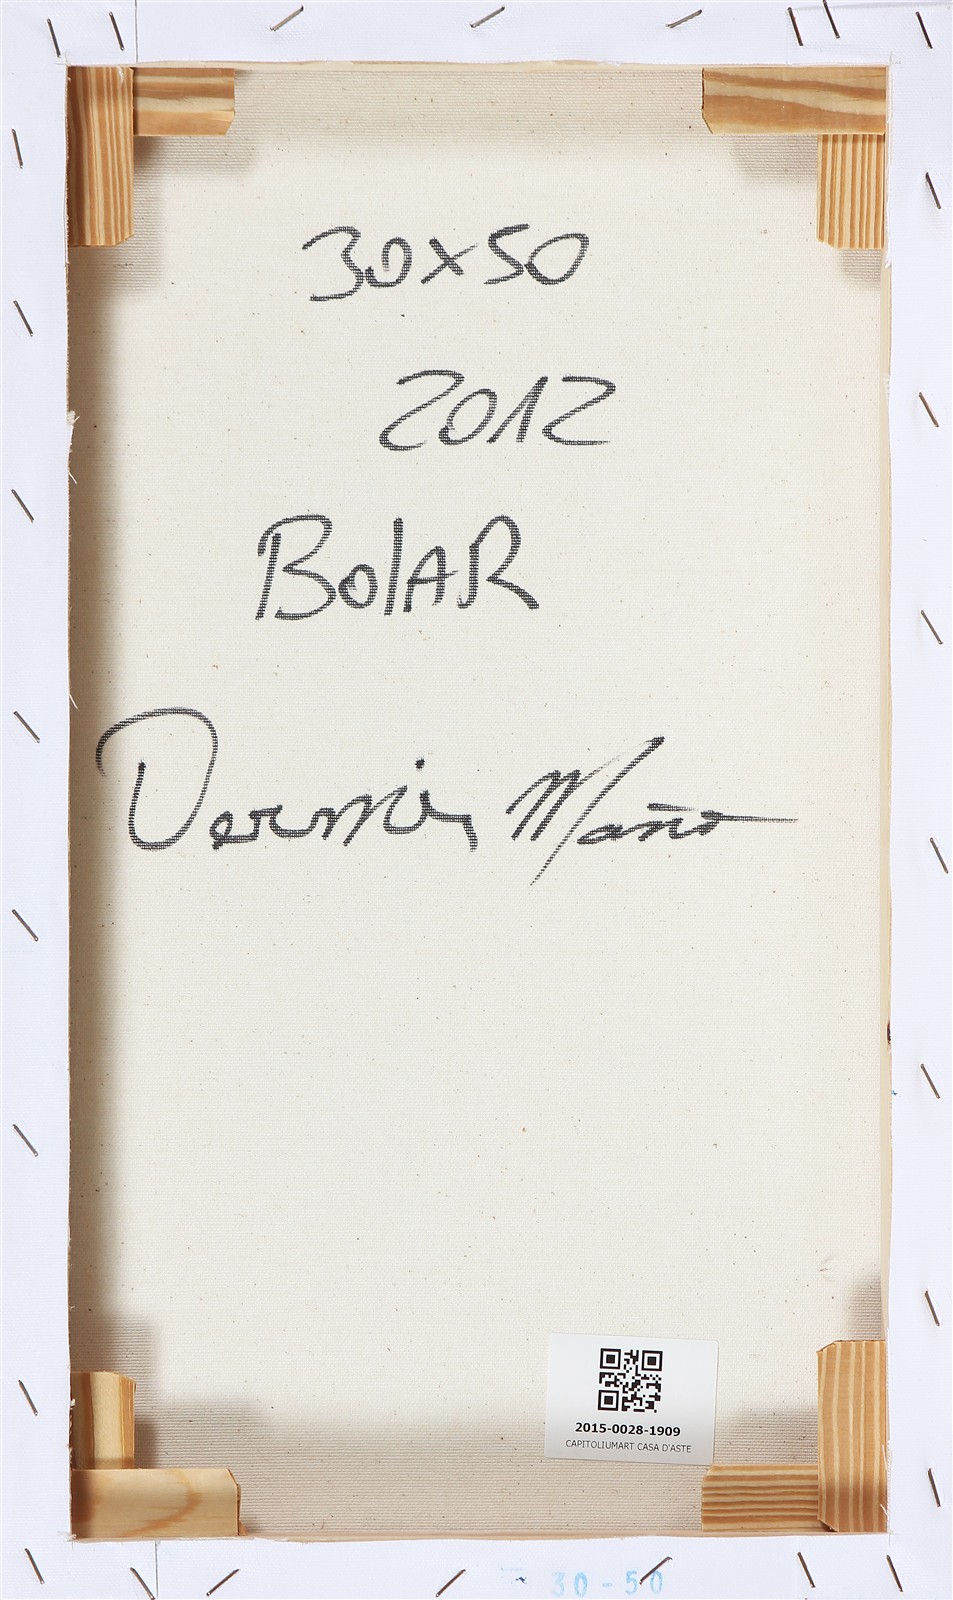 30x50
2012
BolAR
2015-0028-1909
CAPITOLIUMART CASA D'ASTE
30-50